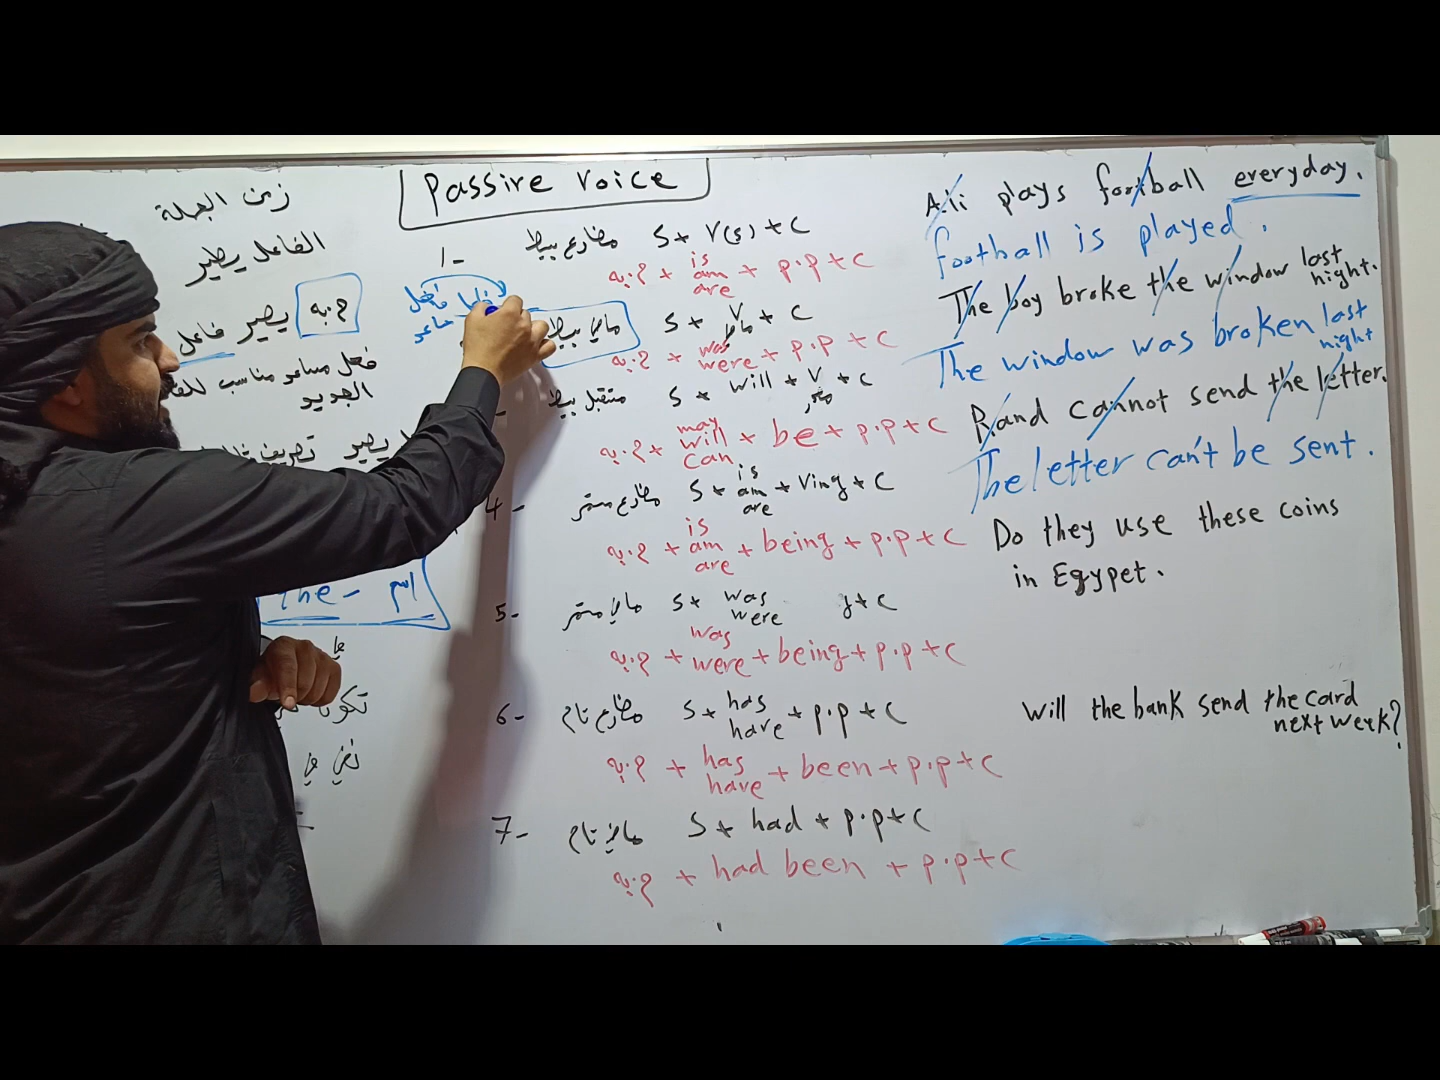 passive voice
زمن الجملة
الفاعل يطير
م.به يصير فاعل
فعل مساعد مناسب
الجديد
يصير تصريف
the - اسم
تكون
1- مضارع بسيط S + V(s) + C
م.به + is am are + p.p + C
ماضي بسيط S + V ماضي + C
م.به + was were + p.p + C
مستقبل بسيط S + will + V + C
م.به + may will can + be + p.p + C
4- مضارع مستمر S + is am are + Ving + C
م.به + is am are + being + p.p + C
5- ماضي مستمر S + was were g + C
م.به + was were + being + p.p + C
6- مضارع تام S + has have + p.p + C
م.به + has have + been + p.p + C
7- ماضي تام S + had + p.p + C
م.به + had been + p.p + C
Ali plays football everyday.
football is played.
The boy broke the window last night.
The window was broken last night
Rand cannot send the letter.
The letter can't be sent.
Do they use these coins
in Egypet.
Will the bank send the card
next week?